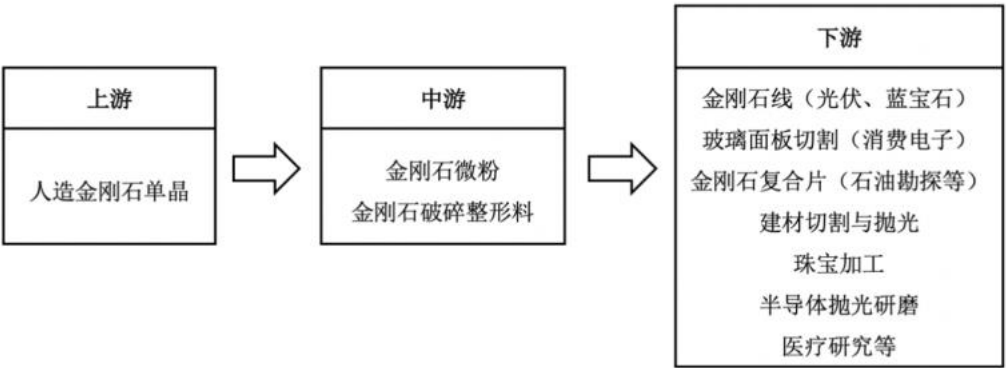 上游
人造金刚石单晶
中游
金刚石微粉
金刚石破碎整形料
下游
金刚石线（光伏、蓝宝石）
玻璃面板切割（消费电子）
金刚石复合片（石油勘探等）
建材切割与抛光
珠宝加工
半导体抛光研磨
医疗研究等